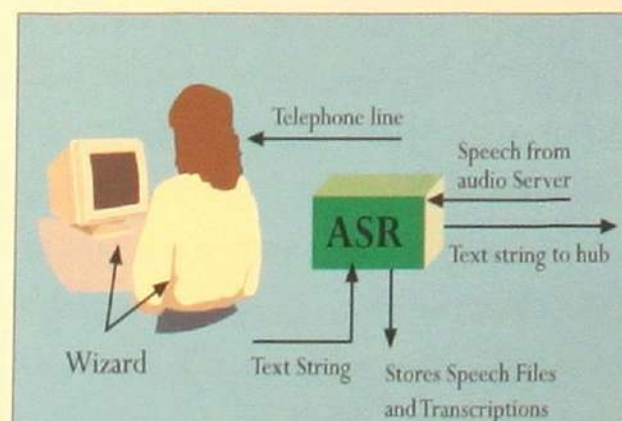 Telephone line
Speech from
audio Server
ASR
Text string to hub
Wizard
Text String
Stores Speech Files
and Transcriptions